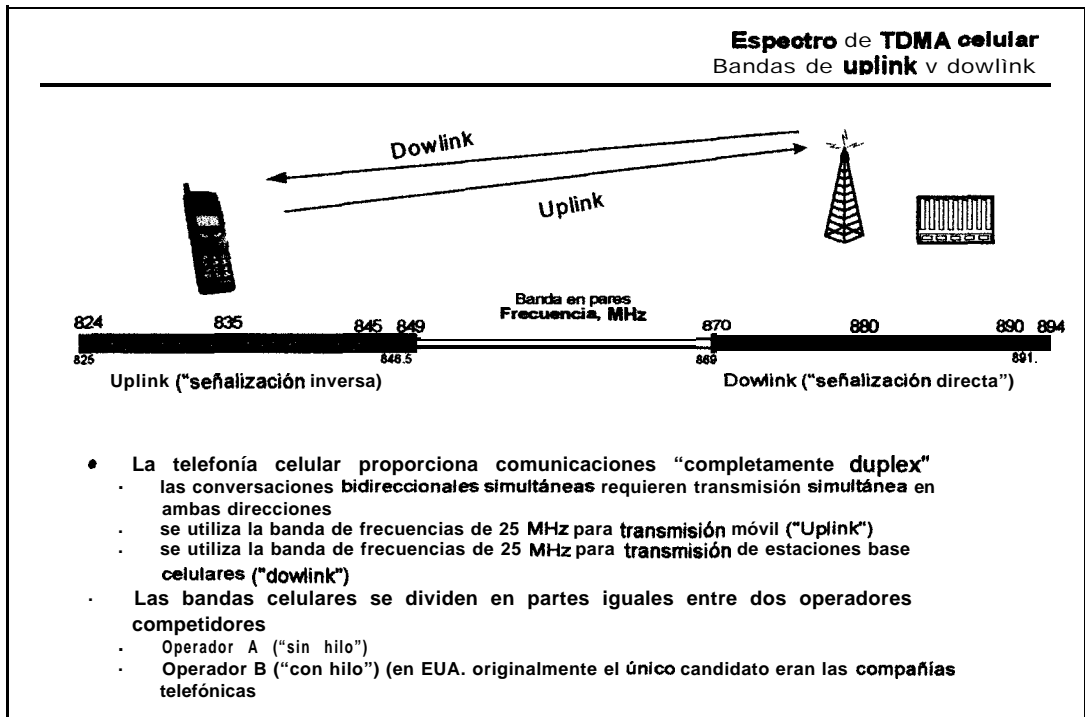 Espectro de TDMA celular
Bandas de uplink v dowlink
Dowlink
Uplink
Banda en pares
Frecuencia, MHz
824 835 845 849 870 880 890 894
825 846.5 869 891.
Uplink ("señalización inversa) Dowlink ("señalización directa")
• La telefonía celular proporciona comunicaciones "completamente duplex"
· las conversaciones bidireccionales simultáneas requieren transmisión simultánea en
ambas direcciones
· se utiliza la banda de frecuencias de 25 MHz para transmisión móvil ("Uplink")
· se utiliza la banda de frecuencias de 25 MHz para transmisión de estaciones base
celulares ("dowlink")
· Las bandas celulares se dividen en partes iguales entre dos operadores
competidores
· Operador A ("sin hilo")
· Operador B ("con hilo") (en EUA. originalmente el único candidato eran las compañías
telefónicas